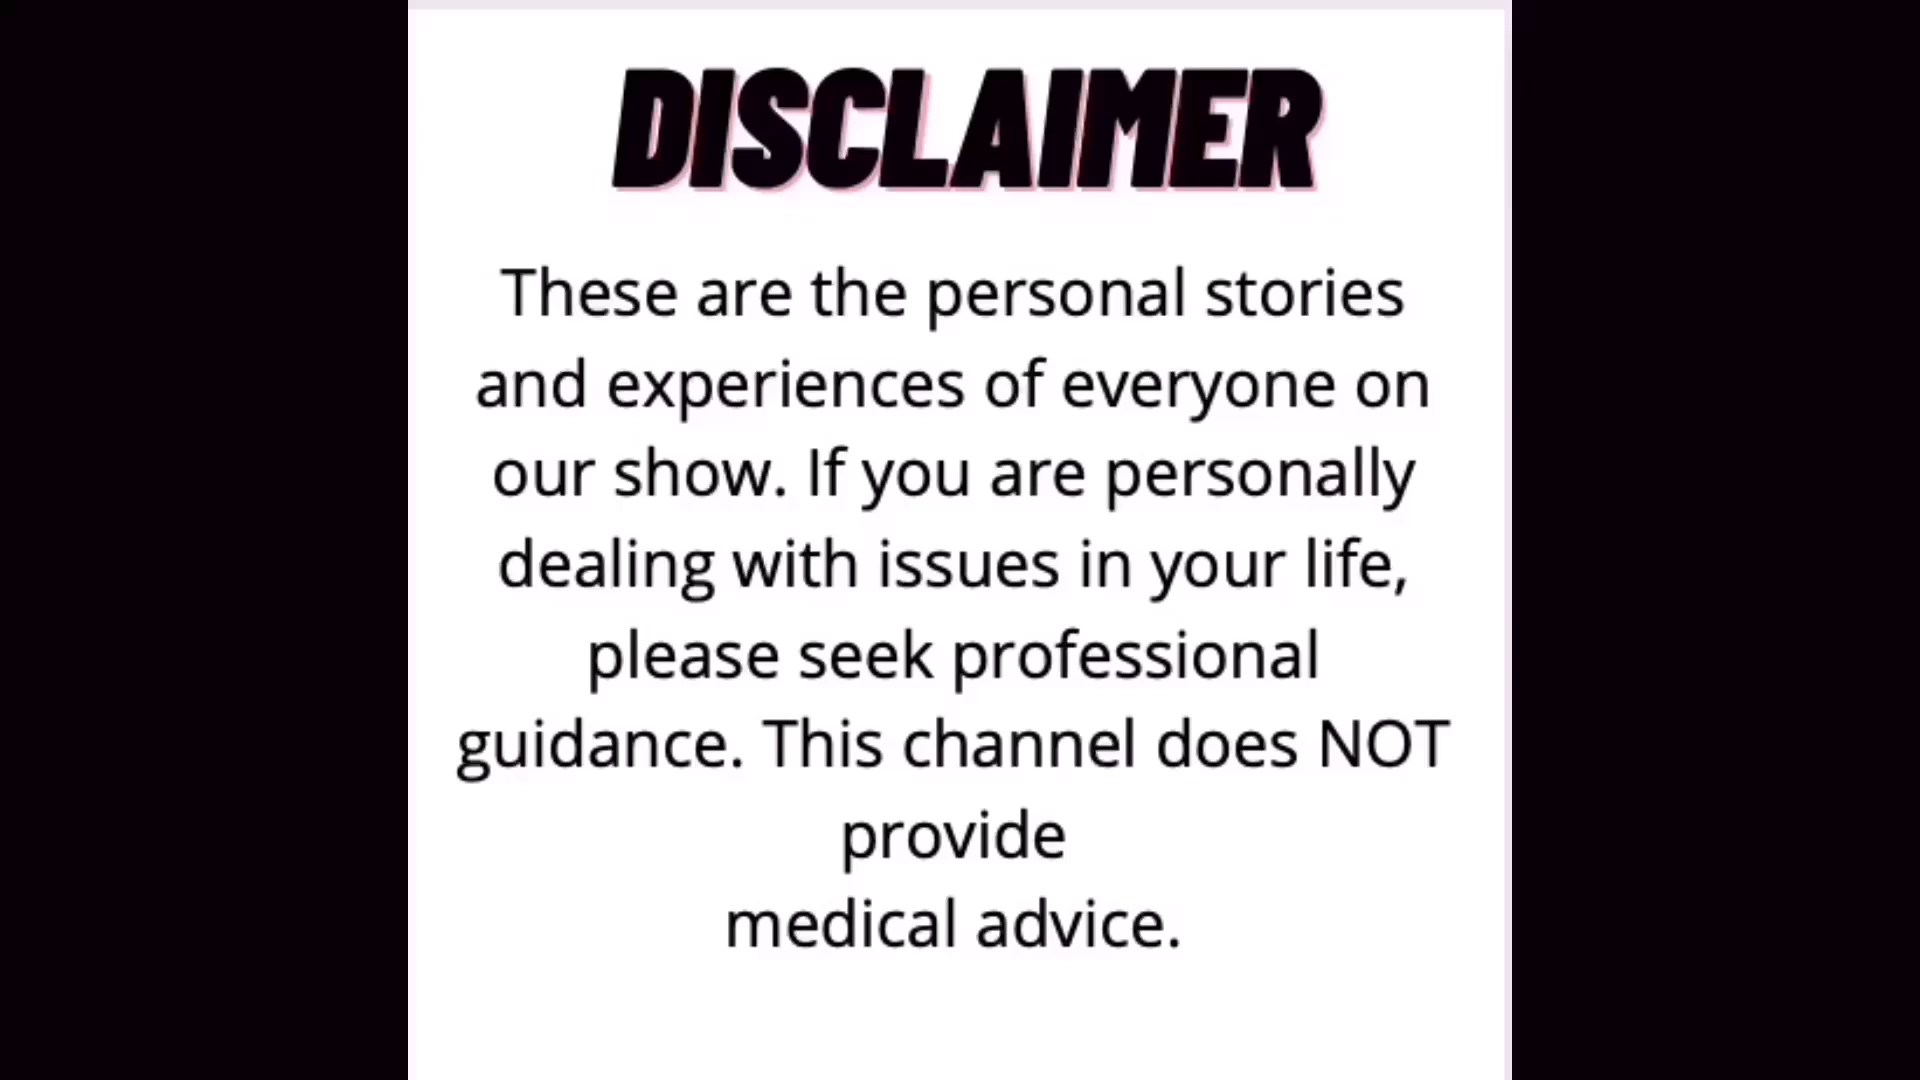 DISCLAIMER
These are the personal stories
and experiences of everyone on
our show. If you are personally
dealing with issues in your life,
please seek professional
guidance. This channel does NOT
provide
medical advice.